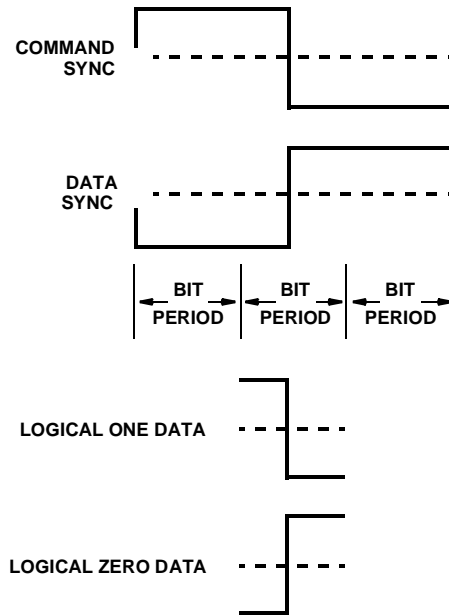 COMMAND
SYNC
DATA
SYNC
BIT
PERIOD
BIT
PERIOD
BIT
PERIOD
LOGICAL ONE DATA
LOGICAL ZERO DATA